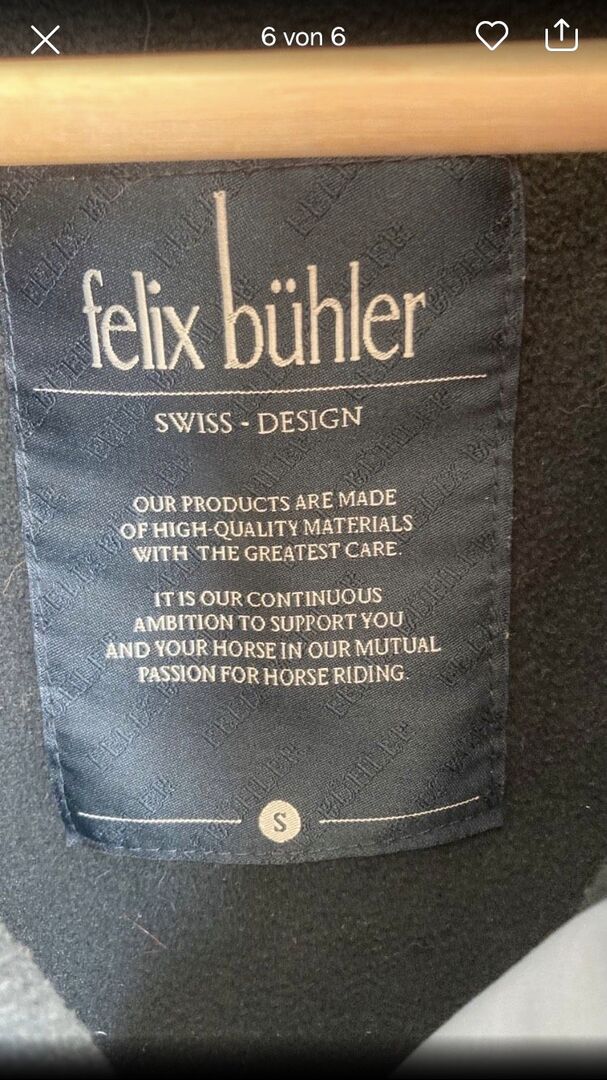 6 von 6
felix bühler
SWISS - DESIGN
OUR PRODUCTS ARE MADE
OF HIGH-QUALITY MATERIALS
WITH THE GREATEST CARE.
IT IS OUR CONTINUOUS
AMBITION TO SUPPORT YOU
AND YOUR HORSE IN OUR MUTUAL
PASSION FOR HORSE RIDING.
S